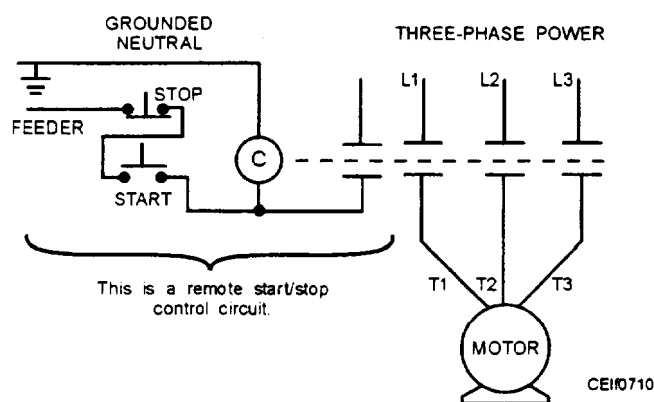 GROUNDED
NEUTRAL
THREE-PHASE POWER
L1
L2
L3
STOP
FEEDER
C
START
This is a remote start/stop
control circuit.
T1
T2
T3
MOTOR
CEIf0710